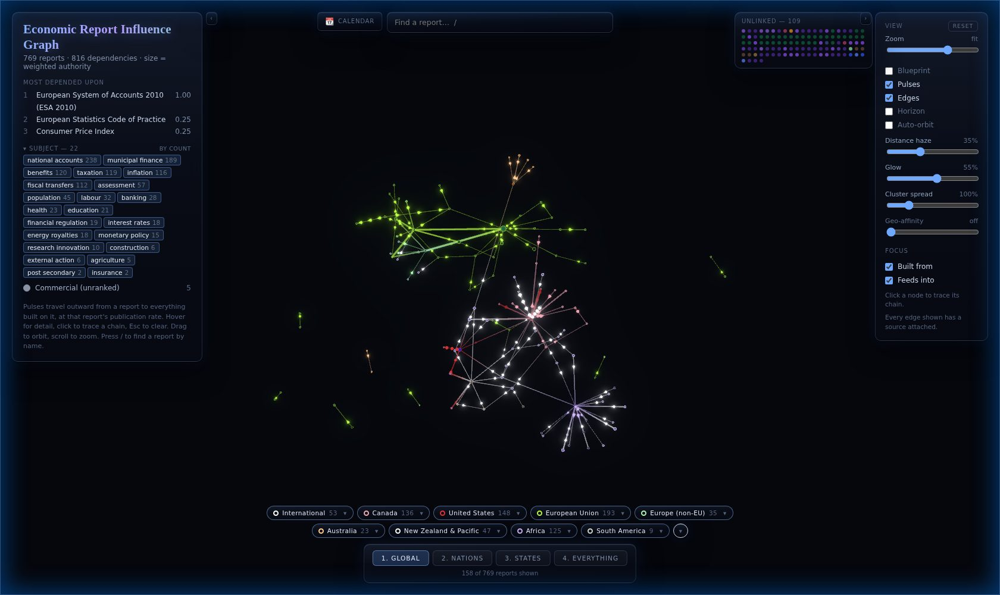 Economic Report Influence
Graph
769 reports · 816 dependencies · size =
weighted authority
MOST DEPENDED UPON
1 European System of Accounts 2010 1.00
(ESA 2010)
2 European Statistics Code of Practice 0.25
3 Consumer Price Index 0.25
▾ SUBJECT — 22 BY COUNT
national accounts 238 municipal finance 189
benefits 120 taxation 119 inflation 116
fiscal transfers 112 assessment 57
population 45 labour 32 banking 28
health 23 education 21
financial regulation 19 interest rates 18
energy royalties 18 monetary policy 15
research innovation 10 construction 6
external action 6 agriculture 5
post secondary 2 insurance 2
Commercial (unranked) 5
Pulses travel outward from a report to everything
built on it, at that report's publication rate. Hover
for detail, click to trace a chain, Esc to clear. Drag
to orbit, scroll to zoom. Press / to find a report by
name.
‹
📅 CALENDAR
Find a report... /
UNLINKED — 109
›
VIEW RESET
Zoom fit
Blueprint
Pulses
Edges
Horizon
Auto-orbit
Distance haze 35%
Glow 55%
Cluster spread 100%
Geo-affinity off
FOCUS
Built from
Feeds into
Click a node to trace its
chain.
Every edge shown has a
source attached.
International 53 ▾ Canada 136 ▾ United States 148 ▾ European Union 193 ▾ Europe (non-EU) 35 ▾
Australia 23 ▾ New Zealand & Pacific 47 ▾ Africa 125 ▾ South America 9 ▾ ▾
1. GLOBAL 2. NATIONS 3. STATES 4. EVERYTHING
158 of 769 reports shown